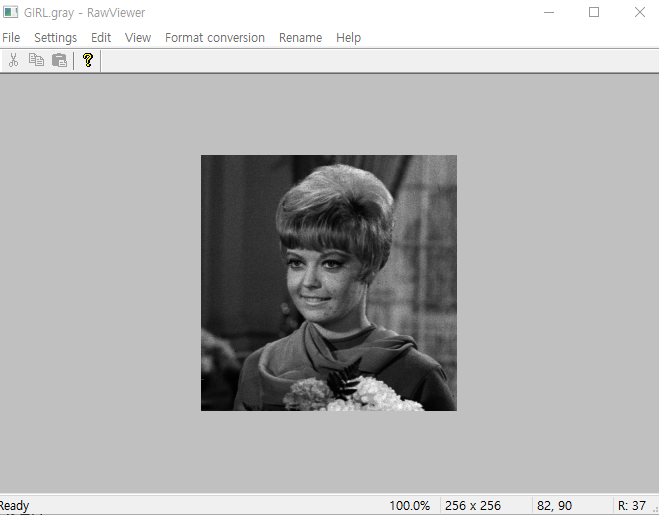 GIRL.gray - RawViewer
File Settings Edit View Format conversion Rename Help
?
Ready 100.0% 256 x 256 82, 90 R: 37